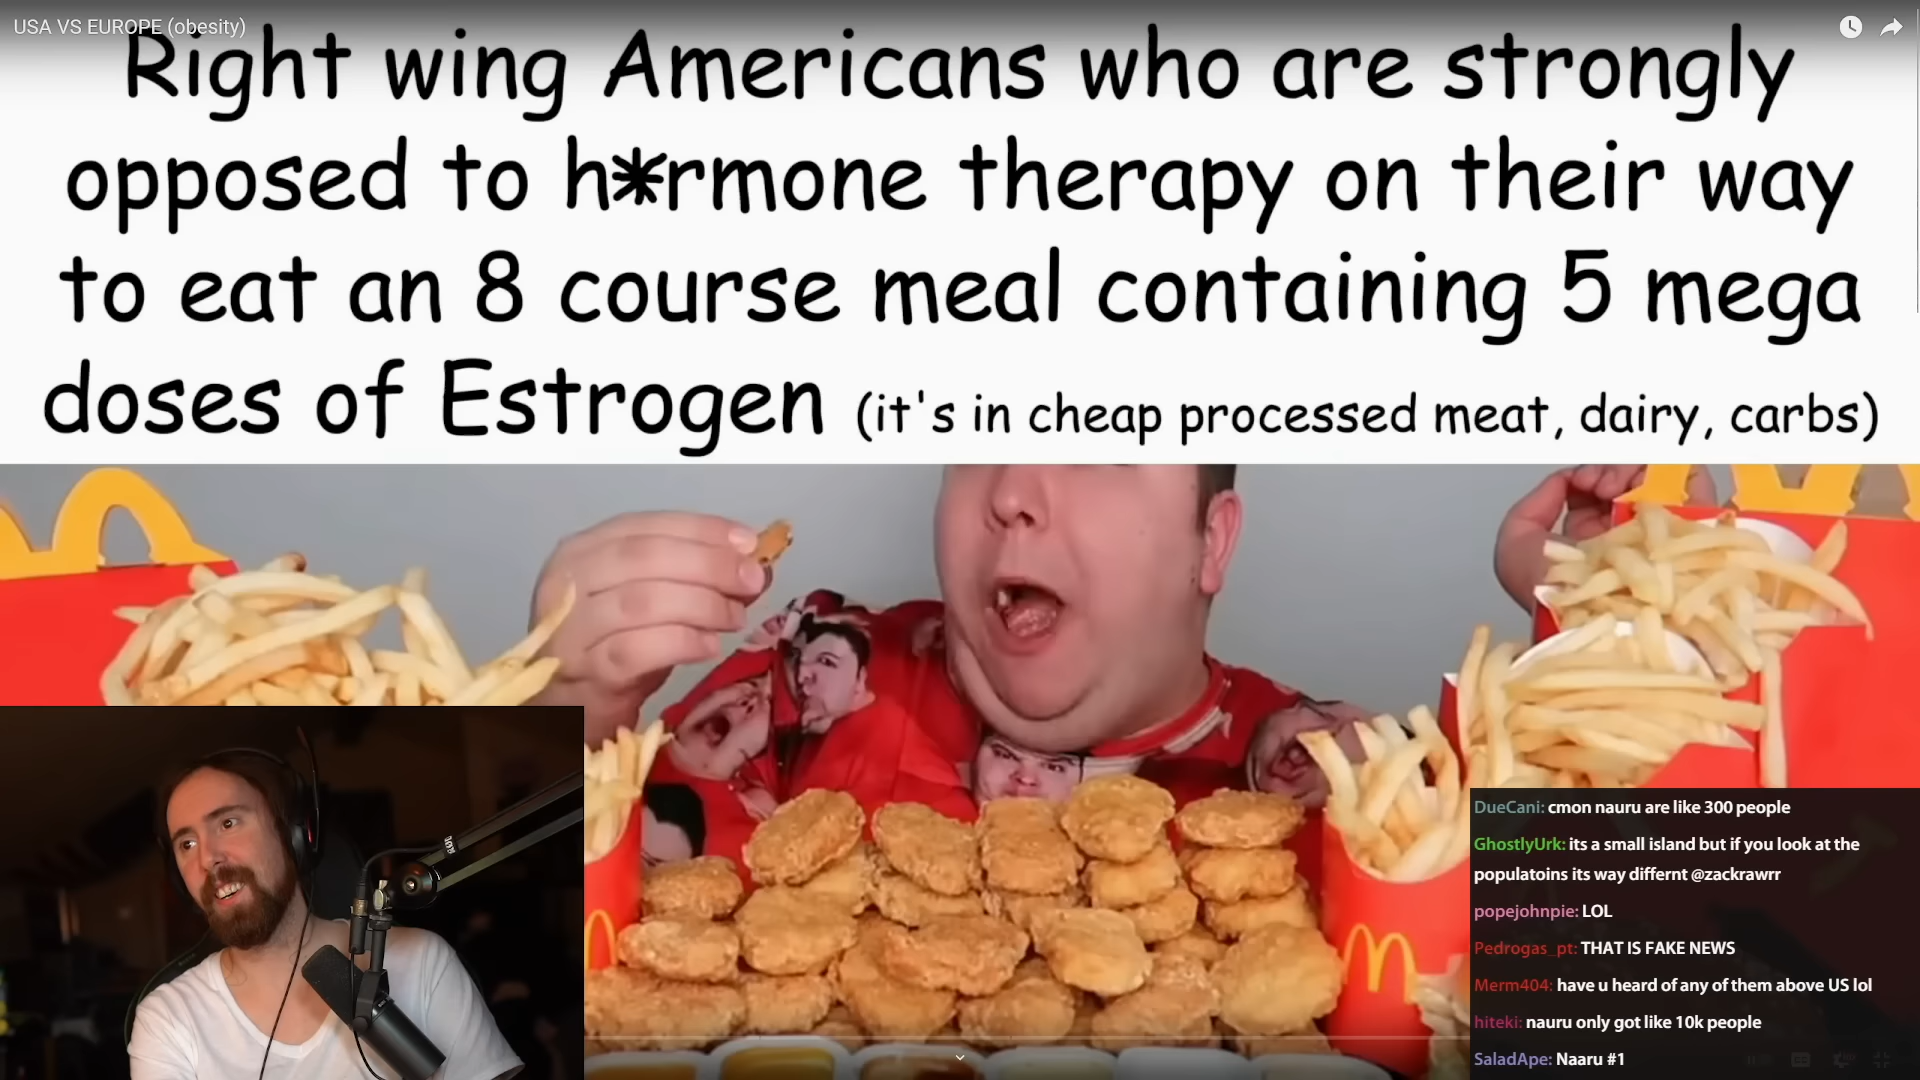 USA VS EUROPE (obesity)
Right wing Americans who are strongly
opposed to h*rmone therapy on their way
to eat an 8 course meal containing 5 mega
doses of Estrogen (it's in cheap processed meat, dairy, carbs)
DueCani: cmon nauru are like 300 people
GhostlyUrk: its a small island but if you look at the
populatoins its way differnt @zackrawrr
popejohnpie: LOL
Pedrogas_pt: THAT IS FAKE NEWS
Merm404: have u heard of any of them above US lol
hiteki: nauru only got like 10k people
SaladApe: Naaru #1